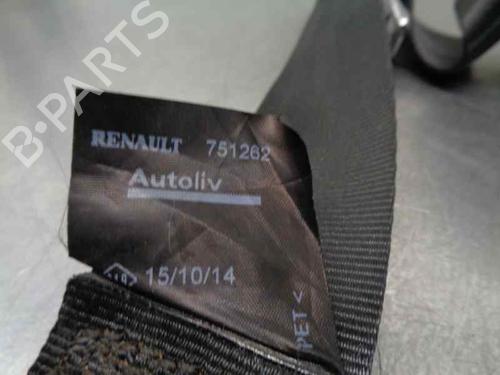 B-PARTS
RENAULT 751262
Autoliv
15/10/14
PET<